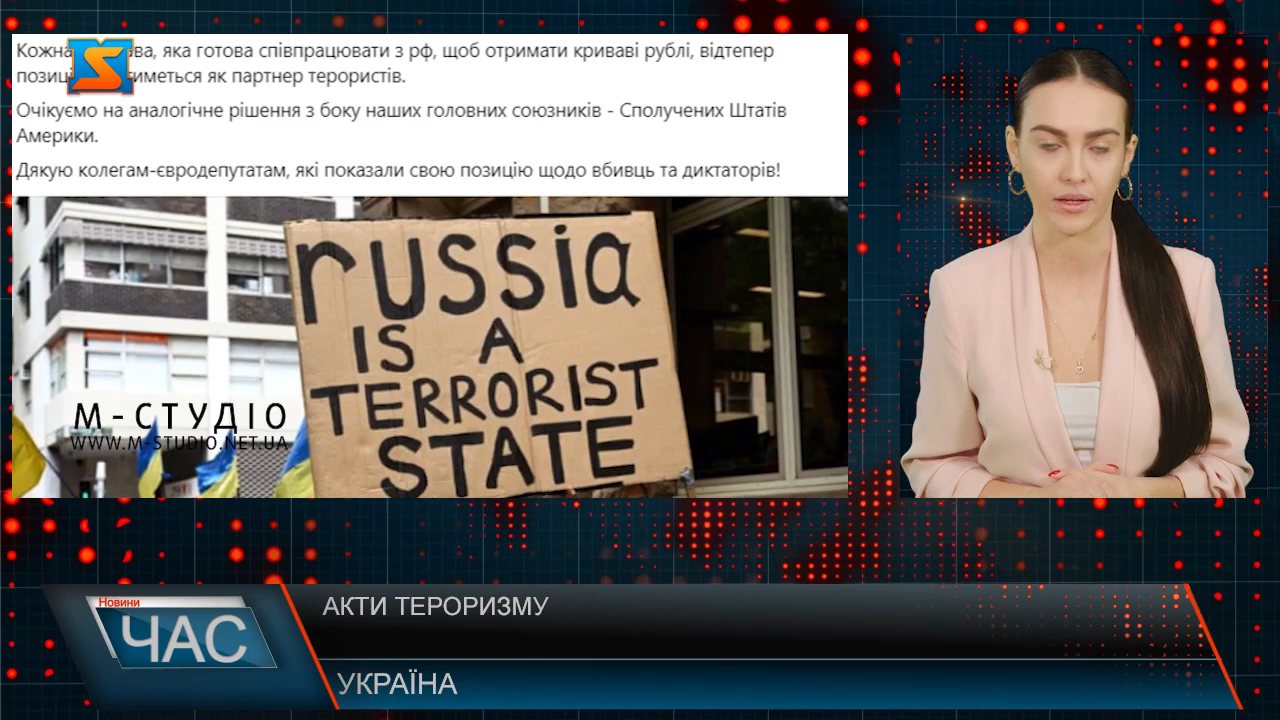 Кожна яка готова співпрацювати з рф, щоб отримати криваві рублі, відтепер
як партнер терористів.
Очікуємо на аналогічне рішення з боку наших головних союзників - Сполучених Штатів
Америки.
Дякую колегам-євродепутатам, які показали свою позицію щодо вбивць та диктаторів!
russia
IS A
TERRORIST
STATE
М-СТУДІО
WWW.M-STUDIO.NET.UA
Новини
ЧАС
АКТИ ТЕРОРИЗМУ
УКРАЇНА